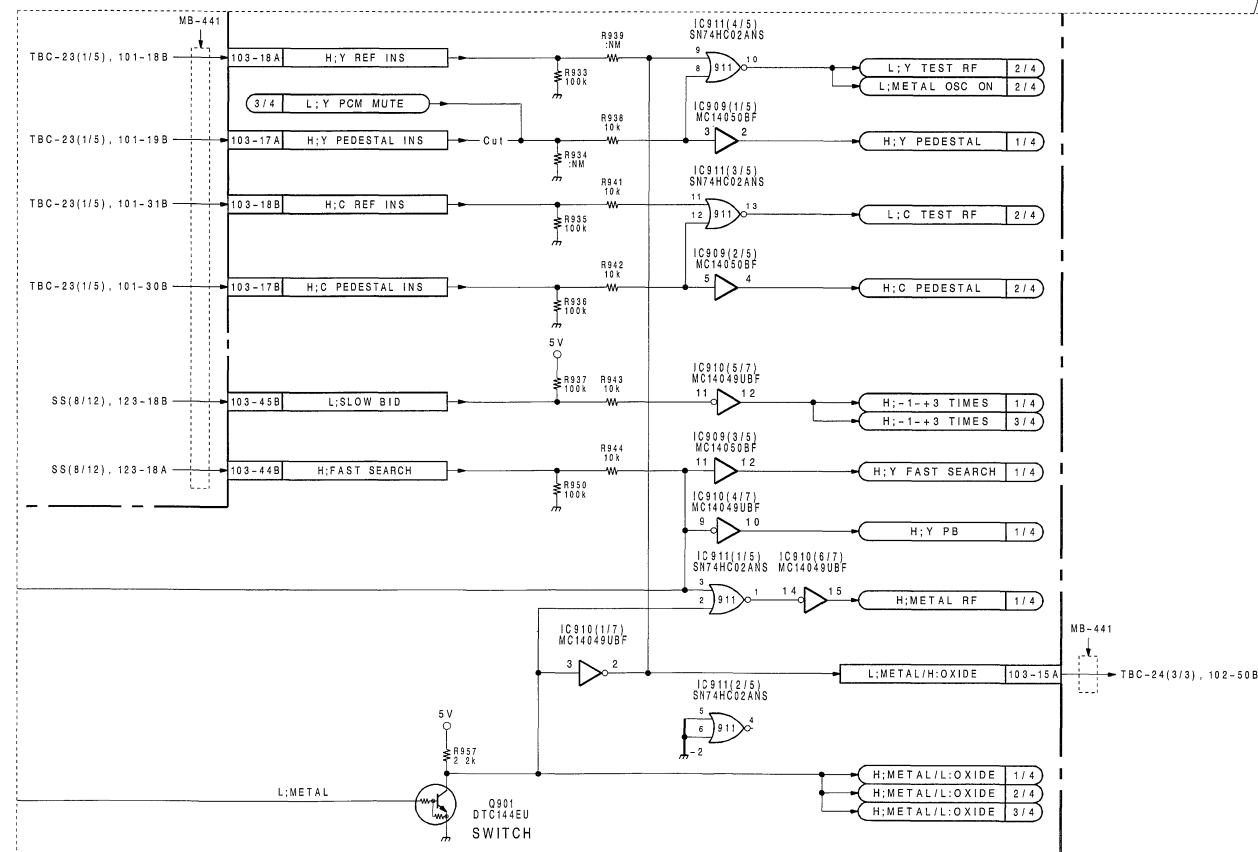 MB-441
IC911(4/5)
SN74HC02ANS
TBC-23(1/5), 101-18B
103-18A H;Y REF INS
R939
:NM
R933
100k
9
8
911
10
L;Y TEST RF 2/4
L;METAL OSC ON 2/4
3/4 L;Y PCM MUTE
R938
10k
IC909(1/5)
MC14050BF
TBC-23(1/5), 101-19B
103-17A H;Y PEDESTAL INS
Cut
3 2
H;Y PEDESTAL 1/4
R934
:NM
IC911(3/5)
SN74HC02ANS
R941
10k
TBC-23(1/5), 101-31B
103-18B H;C REF INS
R935
100k
11
12
911
13
L;C TEST RF 2/4
IC909(2/5)
MC14050BF
R942
10k
TBC-23(1/5), 101-30B
103-17B H;C PEDESTAL INS
5 4
H;C PEDESTAL 2/4
R936
100k
5V
IC910(5/7)
MC14049UBF
R937
100k
R943
10k
SS(8/12), 123-18B
103-45B L;SLOW BID
11 12
H;-1-+3 TIMES 1/4
H;-1-+3 TIMES 3/4
IC909(3/5)
MC14050BF
R944
10k
SS(8/12), 123-18A
103-44B H;FAST SEARCH
11 12
H;Y FAST SEARCH 1/4
R950
100k
IC910(4/7)
MC14049UBF
9 10
H;Y PB 1/4
IC911(1/5)
SN74HC02ANS
IC910(6/7)
MC14049UBF
3
2
911
1
14 15
H;METAL RF 1/4
IC910(1/7)
MC14049UBF
MB-441
3 2
L;METAL/H:OXIDE 103-15A
TBC-24(3/3), 102-50B
IC911(2/5)
SN74HC02ANS
5
6
911
4
-2
5V
R957
2 2k
H;METAL/L:OXIDE 1/4
H;METAL/L:OXIDE 2/4
H;METAL/L:OXIDE 3/4
L;METAL
Q901
DTC144EU
SWITCH